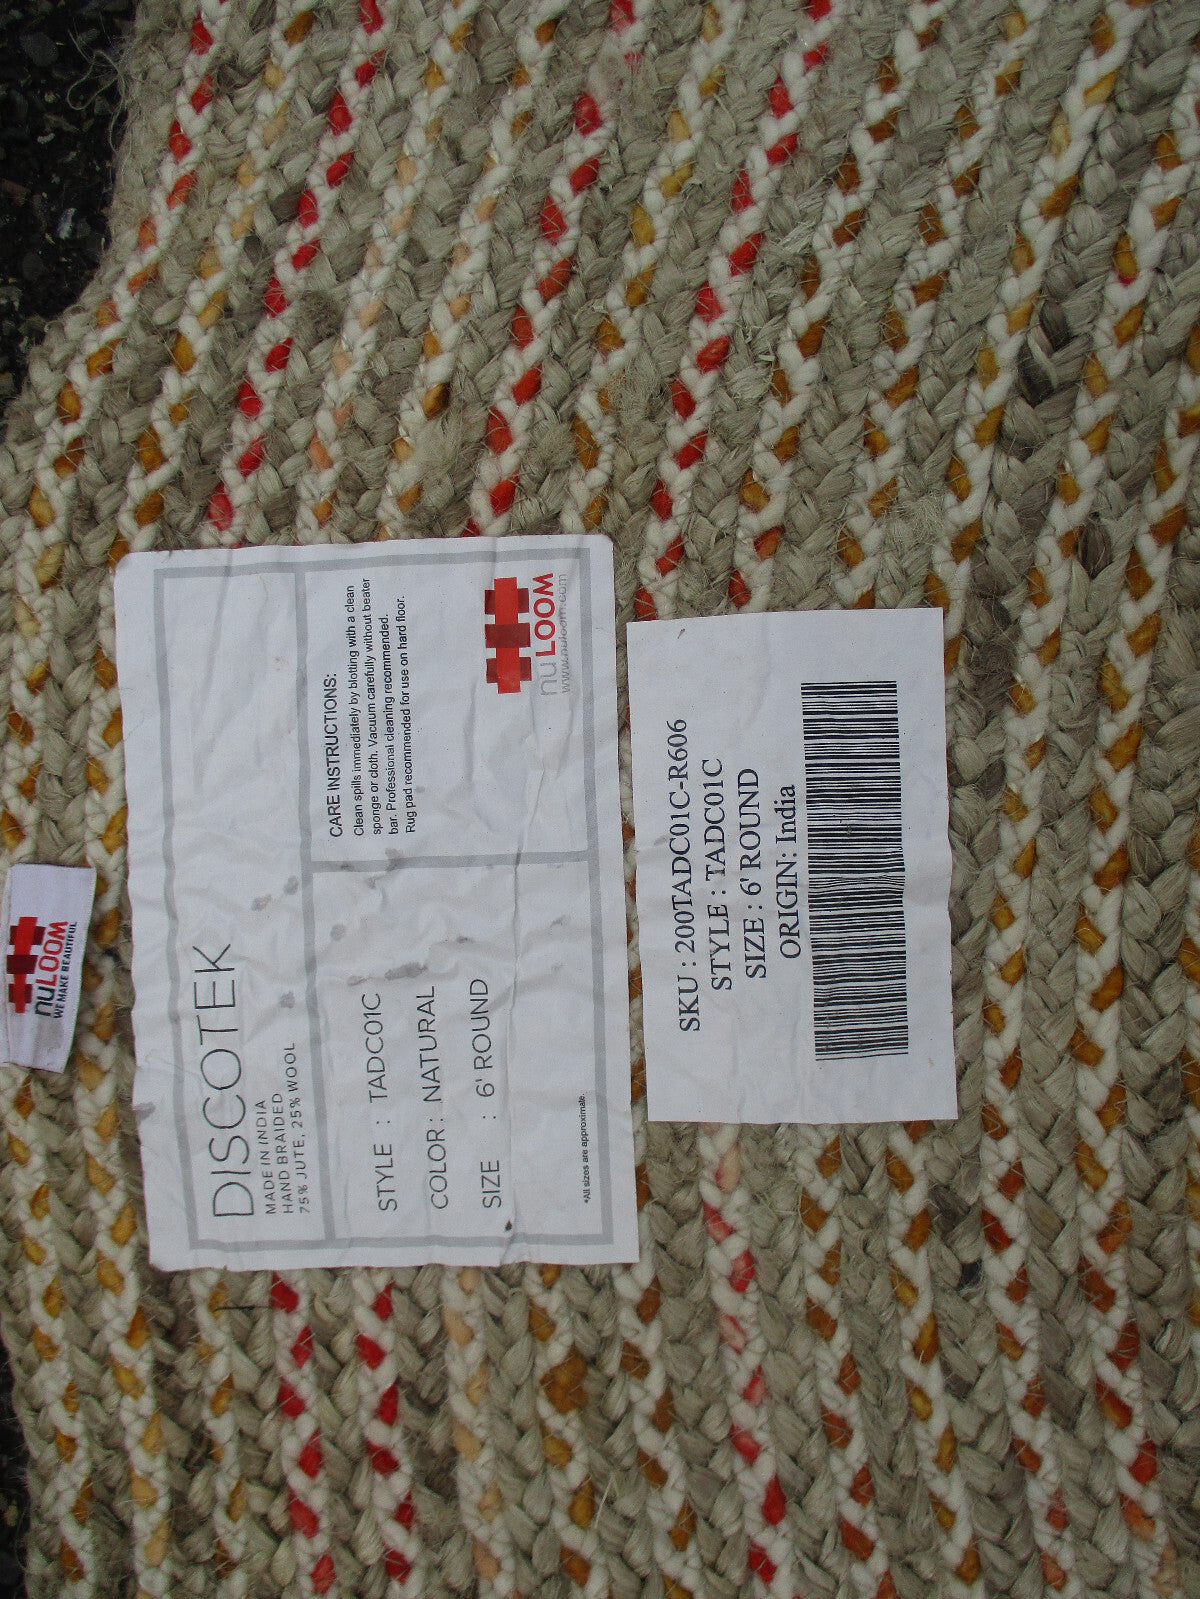 nuLOOM
WE MAKE BEAUTIFUL
DISCOTEK
MADE IN INDIA
HAND BRAIDED
75% JUTE, 25% WOOL
STYLE : TADC01C
COLOR : NATURAL
SIZE : 6' ROUND
*All sizes are approximate.
CARE INSTRUCTIONS:
Clean spills immediately by blotting with a clean
sponge or cloth. Vacuum carefully without beater
bar. Professional cleaning recommended.
Rug pad recommended for use on hard floor.
nuLOOM
www.nuloom.com
SKU : 200TADC01C-R606
STYLE : TADC01C
SIZE : 6' ROUND
ORIGIN: India